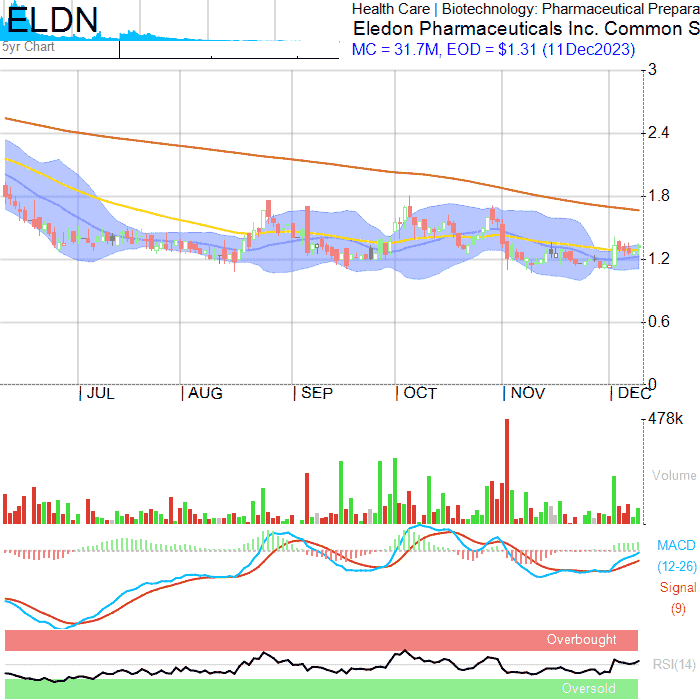 ELDN
5yr Chart
Health Care | Biotechnology: Pharmaceutical Prepara
Eledon Pharmaceuticals Inc. Common S
MC = 31.7M, EOD = $1.31 (11Dec2023)
3
2.4
1.8
1.2
0.6
0
JUL AUG SEP OCT NOV DEC
478k
Volume
MACD
(12-26)
Signal
(9)
Overbought
RSI(14)
Oversold